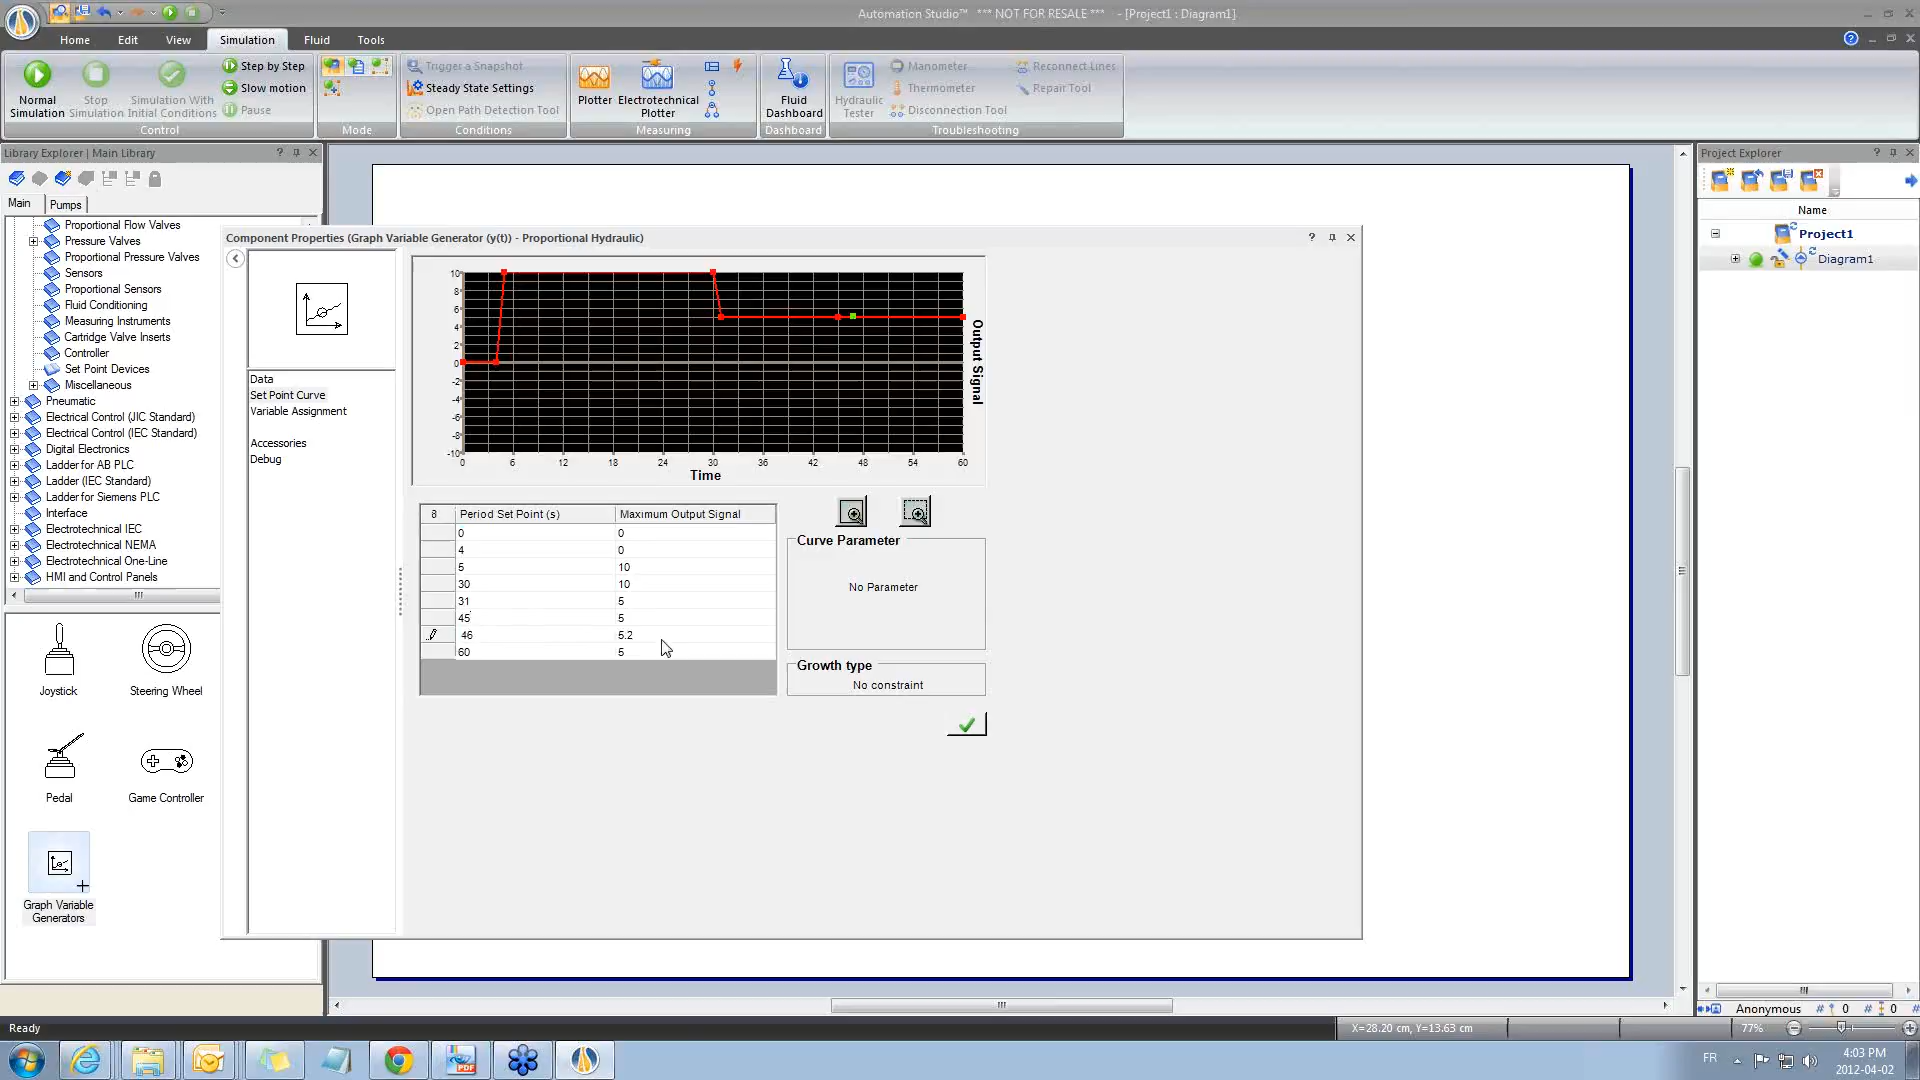 Automation Studio™ *** NOT FOR RESALE *** - [Project1 : Diagram1]
Home Edit View Simulation Fluid Tools
Normal Simulation
Stop Simulation
Simulation With Initial Conditions
Step by Step
Slow motion
Pause
Control
Mode
Trigger a Snapshot
Steady State Settings
Open Path Detection Tool
Conditions
Plotter
Electrotechnical Plotter
Measuring
Fluid Dashboard
Dashboard
Hydraulic Tester
Manometer
Thermometer
Disconnection Tool
Reconnect Lines
Repair Tool
Troubleshooting
Library Explorer | Main Library
Main Pumps
Proportional Flow Valves
Pressure Valves
Proportional Pressure Valves
Sensors
Proportional Sensors
Fluid Conditioning
Measuring Instruments
Cartridge Valve Inserts
Controller
Set Point Devices
Miscellaneous
Pneumatic
Electrical Control (JIC Standard)
Electrical Control (IEC Standard)
Digital Electronics
Ladder for AB PLC
Ladder (IEC Standard)
Ladder for Siemens PLC
Interface
Electrotechnical IEC
Electrotechnical NEMA
Electrotechnical One-Line
HMI and Control Panels
Joystick
Steering Wheel
Pedal
Game Controller
Graph Variable
Generators
Component Properties (Graph Variable Generator (y(t)) - Proportional Hydraulic)
Data
Set Point Curve
Variable Assignment
Accessories
Debug
10
8
6
4
2
0
-2
-4
-6
-8
-10
0 6 12 18 24 30 36 42 48 54 60
Time
Output Signal
8 Period Set Point (s) Maximum Output Signal
0 0
4 0
5 10
30 10
31 5
45 5
46 5.2
60 5
Curve Parameter
No Parameter
Growth type
No constraint
Project Explorer
Name
Project1
Diagram1
Anonymous # 0 # 0 #
Ready
X=28.20 cm, Y=13.63 cm
77%
FR
4:03 PM
2012-04-02
PDF